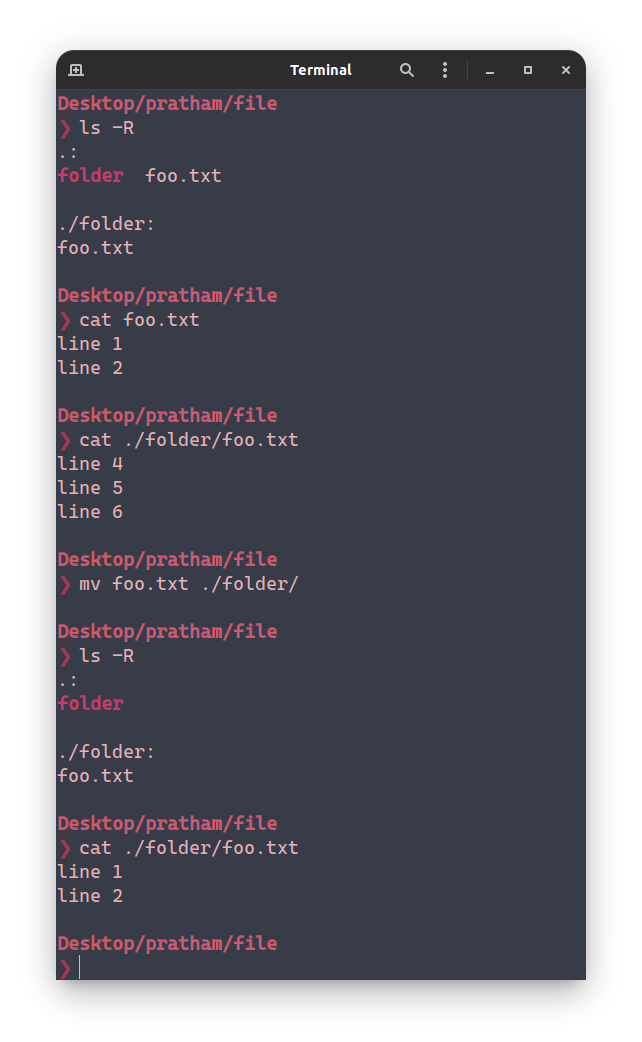 Terminal
Desktop/pratham/file
❯ ls -R
.:
folder  foo.txt

./folder:
foo.txt

Desktop/pratham/file
❯ cat foo.txt
line 1
line 2

Desktop/pratham/file
❯ cat ./folder/foo.txt
line 4
line 5
line 6

Desktop/pratham/file
❯ mv foo.txt ./folder/

Desktop/pratham/file
❯ ls -R
.:
folder

./folder:
foo.txt

Desktop/pratham/file
❯ cat ./folder/foo.txt
line 1
line 2

Desktop/pratham/file
❯